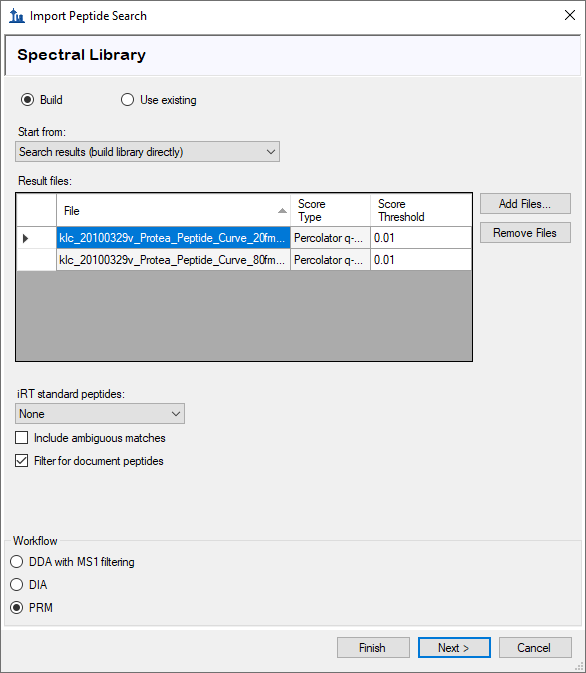 Import Peptide Search
Spectral Library
Build
Use existing
Start from:
Search results (build library directly)
Result files:
File
Score
Type
Score
Threshold
klc_20100329v_Protea_Peptide_Curve_20fm... Percolator q-... 0.01
klc_20100329v_Protea_Peptide_Curve_80fm... Percolator q-... 0.01
Add Files...
Remove Files
iRT standard peptides:
None
Include ambiguous matches
Filter for document peptides
Workflow
DDA with MS1 filtering
DIA
PRM
Finish
Next >
Cancel